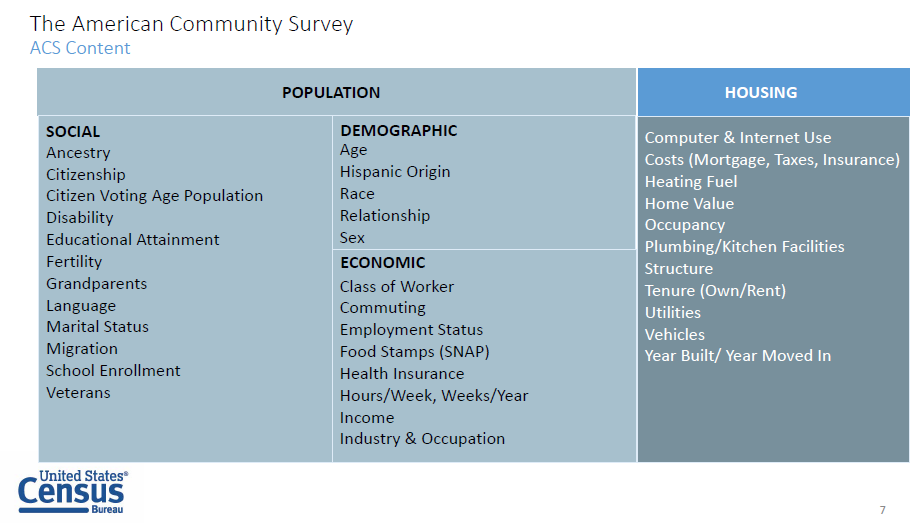 The American Community Survey
ACS Content
POPULATION
HOUSING
SOCIAL
Ancestry
Citizenship
Citizen Voting Age Population
Disability
Educational Attainment
Fertility
Grandparents
Language
Marital Status
Migration
School Enrollment
Veterans
DEMOGRAPHIC
Age
Hispanic Origin
Race
Relationship
Sex
ECONOMIC
Class of Worker
Commuting
Employment Status
Food Stamps (SNAP)
Health Insurance
Hours/Week, Weeks/Year
Income
Industry & Occupation
Computer & Internet Use
Costs (Mortgage, Taxes, Insurance)
Heating Fuel
Home Value
Occupancy
Plumbing/Kitchen Facilities
Structure
Tenure (Own/Rent)
Utilities
Vehicles
Year Built/ Year Moved In
United States®
Census
Bureau
7